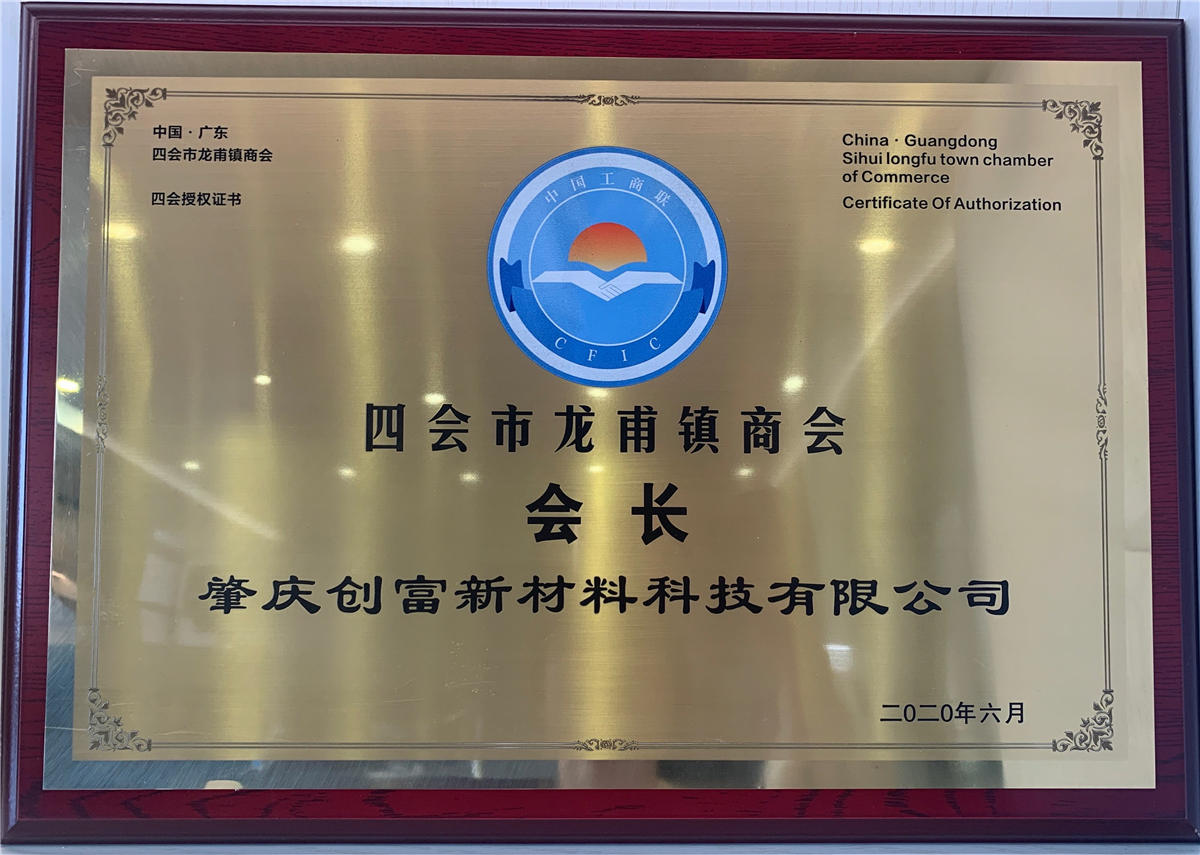 中国·广东
四会市龙甫镇商会
四会授权证书
China · Guangdong
Sihui longfu town chamber
of Commerce
Certificate Of Authorization
中国工商联
CFIC
四会市龙甫镇商会
会长
肇庆创富新材料科技有限公司
二0二0年六月